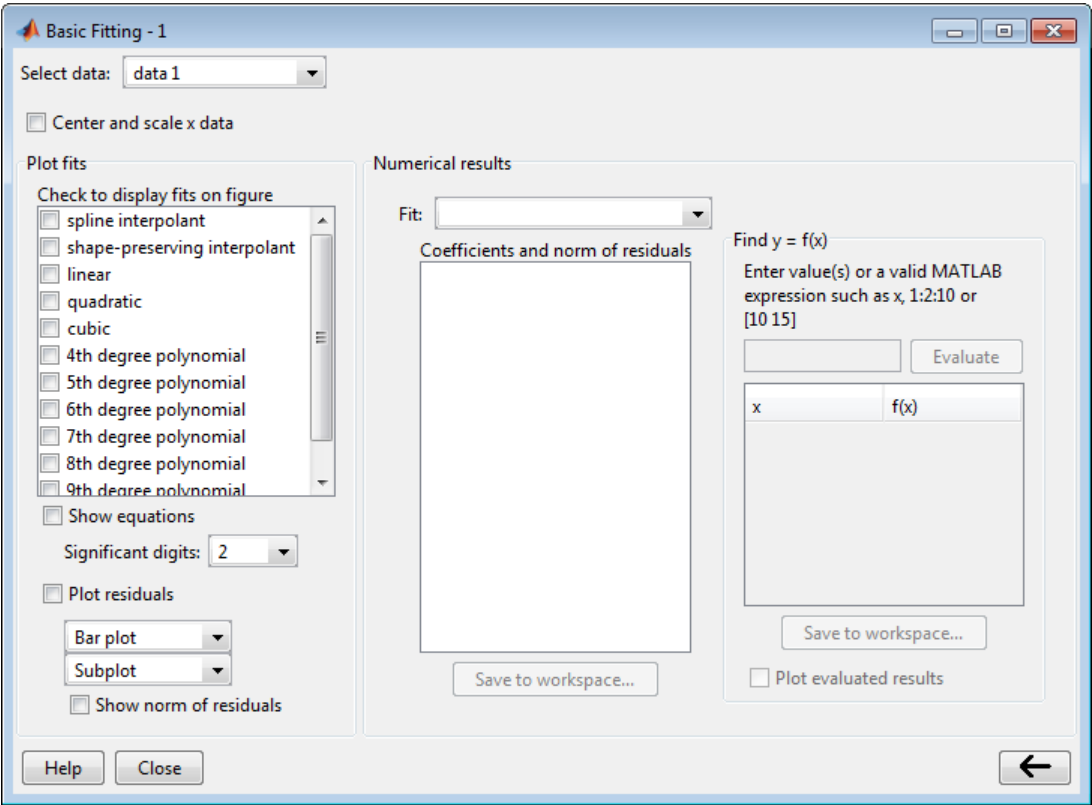 Basic Fitting - 1
Select data: data 1
Center and scale x data
Plot fits
Check to display fits on figure
spline interpolant
shape-preserving interpolant
linear
quadratic
cubic
4th degree polynomial
5th degree polynomial
6th degree polynomial
7th degree polynomial
8th degree polynomial
9th degree polynomial
Show equations
Significant digits: 2
Plot residuals
Bar plot
Subplot
Show norm of residuals
Numerical results
Fit:
Coefficients and norm of residuals
Save to workspace...
Find y = f(x)
Enter value(s) or a valid MATLAB
expression such as x, 1:2:10 or
[10 15]
Evaluate
x f(x)
Save to workspace...
Plot evaluated results
Help Close